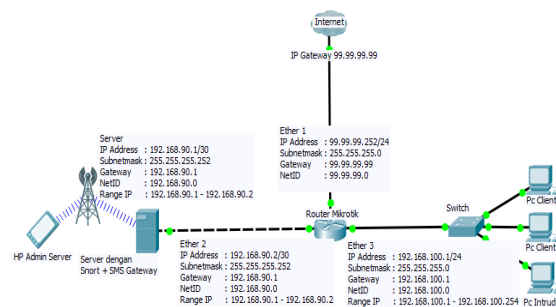 Internet
IP Gateway 99.99.99.99
Ether 1
IP Address : 99.99.99.252/24
Subnetmask : 255.255.255.0
Gateway : 99.99.99.99
NetID : 99.99.99.0
Server
IP Address : 192.168.90.1/30
Subnetmask : 255.255.255.252
Gateway : 192.168.90.1
NetID : 192.168.90.0
Range IP : 192.168.90.1 - 192.168.90.2
HP Admin Server
Server dengan
Snort + SMS Gateway
Router Mikrotik
Switch
Pc Client
Pc Client
Pc Intrud
Ether 2
IP Address : 192.168.90.2/30
Subnetmask : 255.255.255.252
Gateway : 192.168.90.1
NetID : 192.168.90.0
Range IP : 192.168.90.1 - 192.168.90.2
Ether 3
IP Address : 192.168.100.1/24
Subnetmask : 255.255.255.0
Gateway : 192.168.100.1
NetID : 192.168.100.0
Range IP : 192.168.100.1 - 192.168.100.254